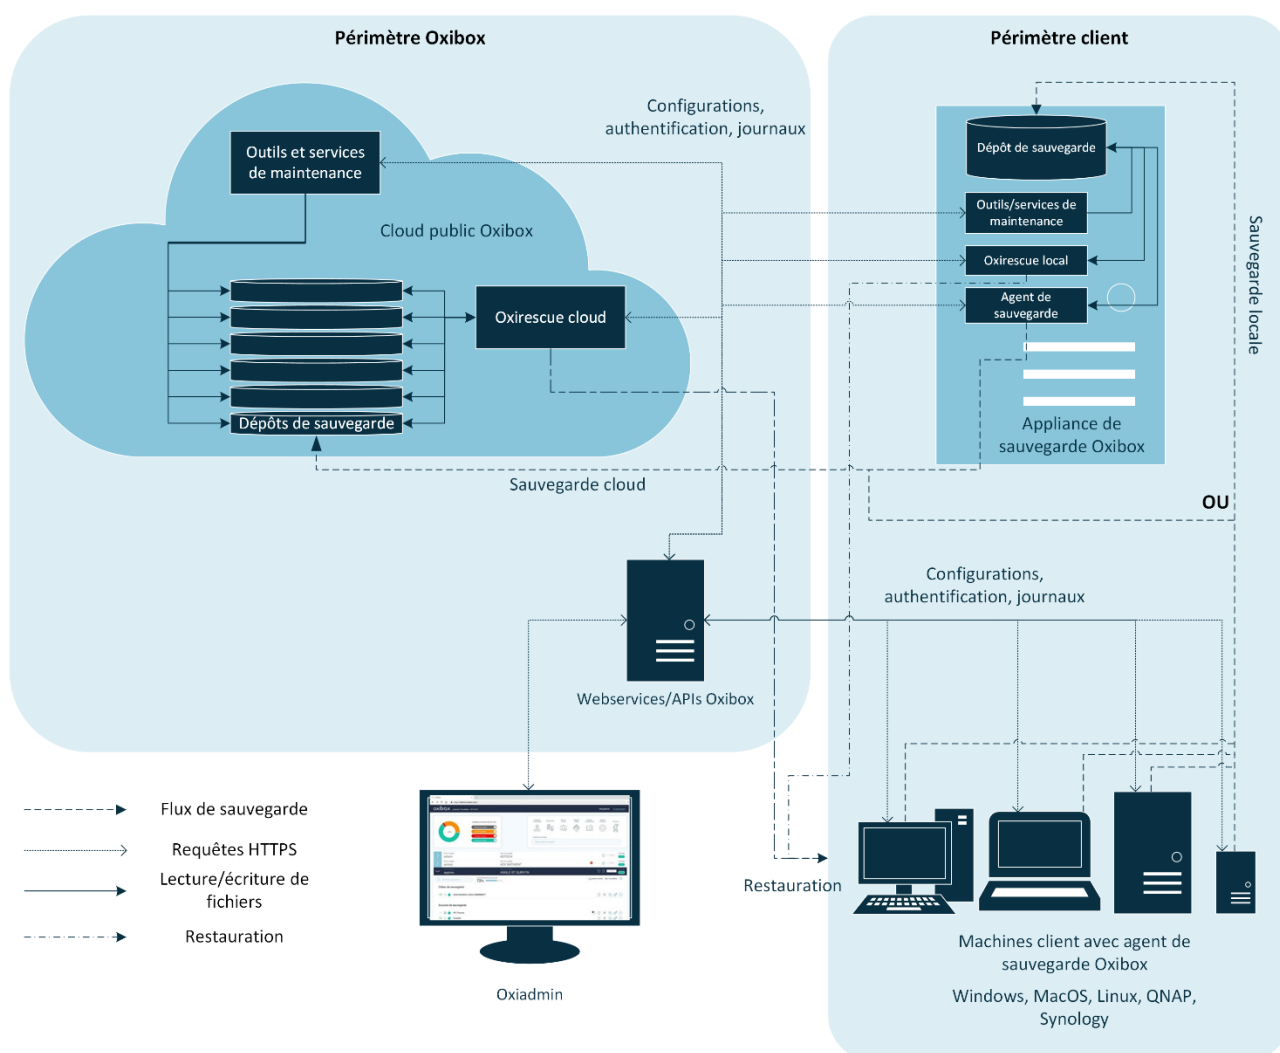 Périmètre Oxibox
Périmètre client
Configurations,
authentification, journaux
Outils et services
de maintenance
Cloud public Oxibox
Oxirescue cloud
Dépôts de sauvegarde
Sauvegarde cloud
Dépôt de sauvegarde
Outils/services de
maintenance
Oxirescue local
Agent de
sauvegarde
Appliance de
sauvegarde Oxibox
Sauvegarde locale
OU
Configurations,
authentification, journaux
Webservices/APIs Oxibox
Flux de sauvegarde
Requêtes HTTPS
Lecture/écriture de
fichiers
Restauration
Oxiadmin
Restauration
Machines client avec agent de
sauvegarde Oxibox
Windows, MacOS, Linux, QNAP,
Synology